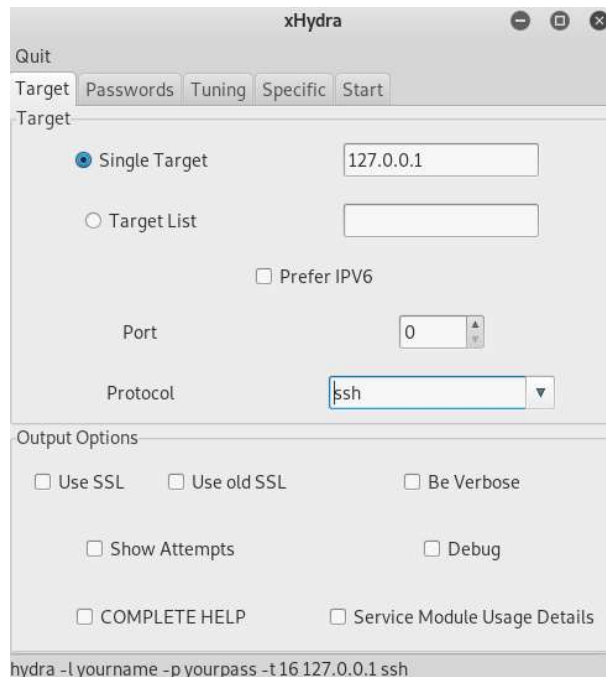 xHydra
Quit
Target Passwords Tuning Specific Start
Target
Single Target 127.0.0.1
Target List
Prefer IPV6
Port 0
Protocol ssh
Output Options
Use SSL Use old SSL Be Verbose
Show Attempts Debug
COMPLETE HELP Service Module Usage Details
hydra -l yourname -p yourpass -t 16 127.0.0.1 ssh